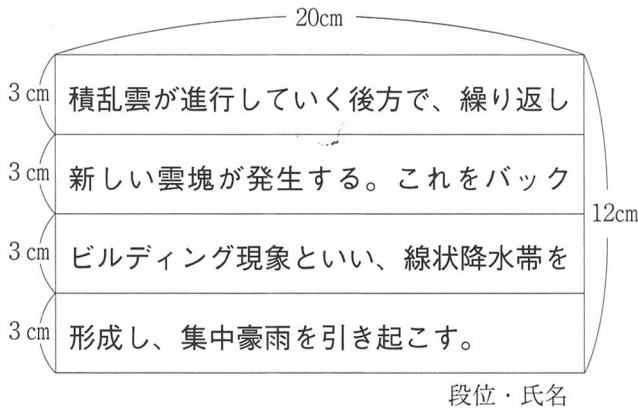 20cm
3cm
積乱雲が進行していく後方で、繰り返し
3cm
新しい雲塊が発生する。これをバック
12cm
3cm
ビルディング現象といい、線状降水帯を
3cm
形成し、集中豪雨を引き起こす。
段位・氏名